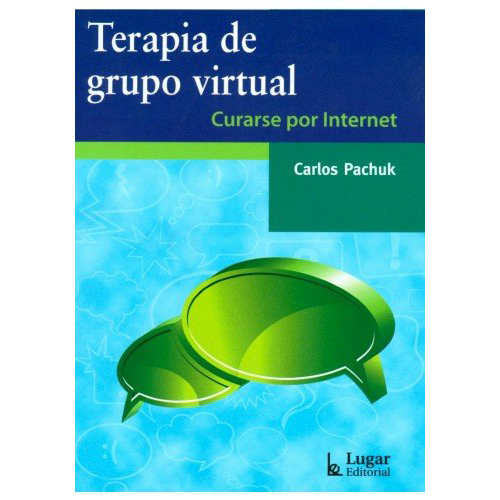 Terapia de
grupo virtual
Curarse por Internet
Carlos Pachuk
Lugar
Editorial